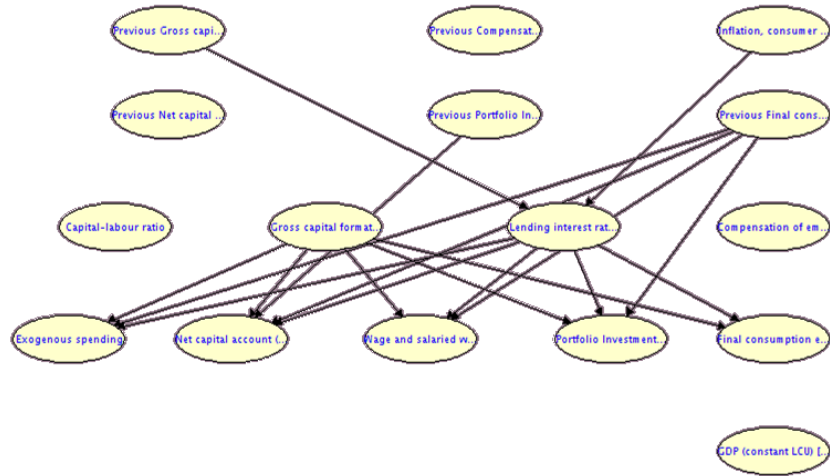 Previous Gross capi...
Previous Compensat...
Inflation, consumer ...
Previous Net capital ...
Previous Portfolio In...
Previous Final cons...
Capital-labour ratio
Gross capital format...
Lending interest rat...
Compensation of em...
Exogenous spending
Net capital account (...
Wage and salaried w...
Portfolio Investment...
Final consumption e...
GDP (constant LCU) [...